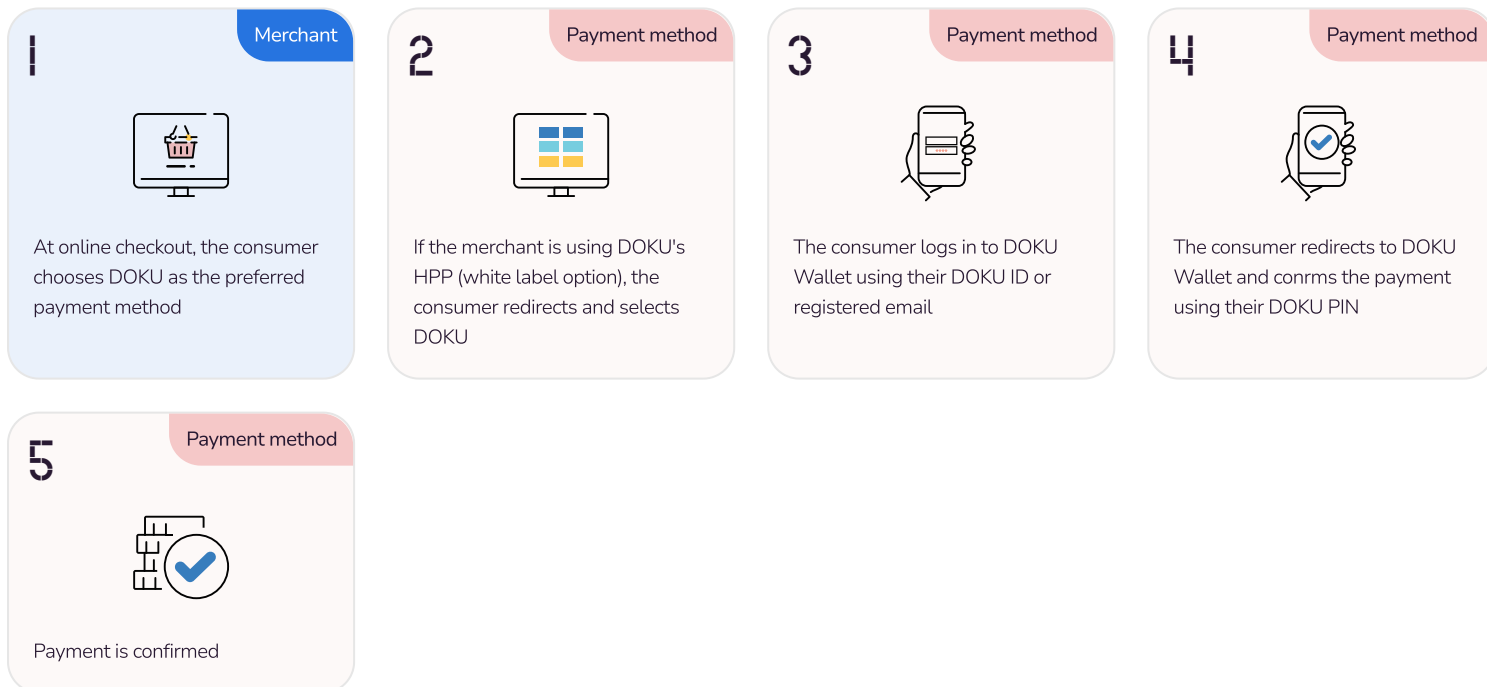 1
Merchant
At online checkout, the consumer
chooses DOKU as the preferred
payment method
2
Payment method
If the merchant is using DOKU's
HPP (white label option), the
consumer redirects and selects
DOKU
3
Payment method
The consumer logs in to DOKU
Wallet using their DOKU ID or
registered email
4
Payment method
The consumer redirects to DOKU
Wallet and conrms the payment
using their DOKU PIN
5
Payment method
Payment is confirmed